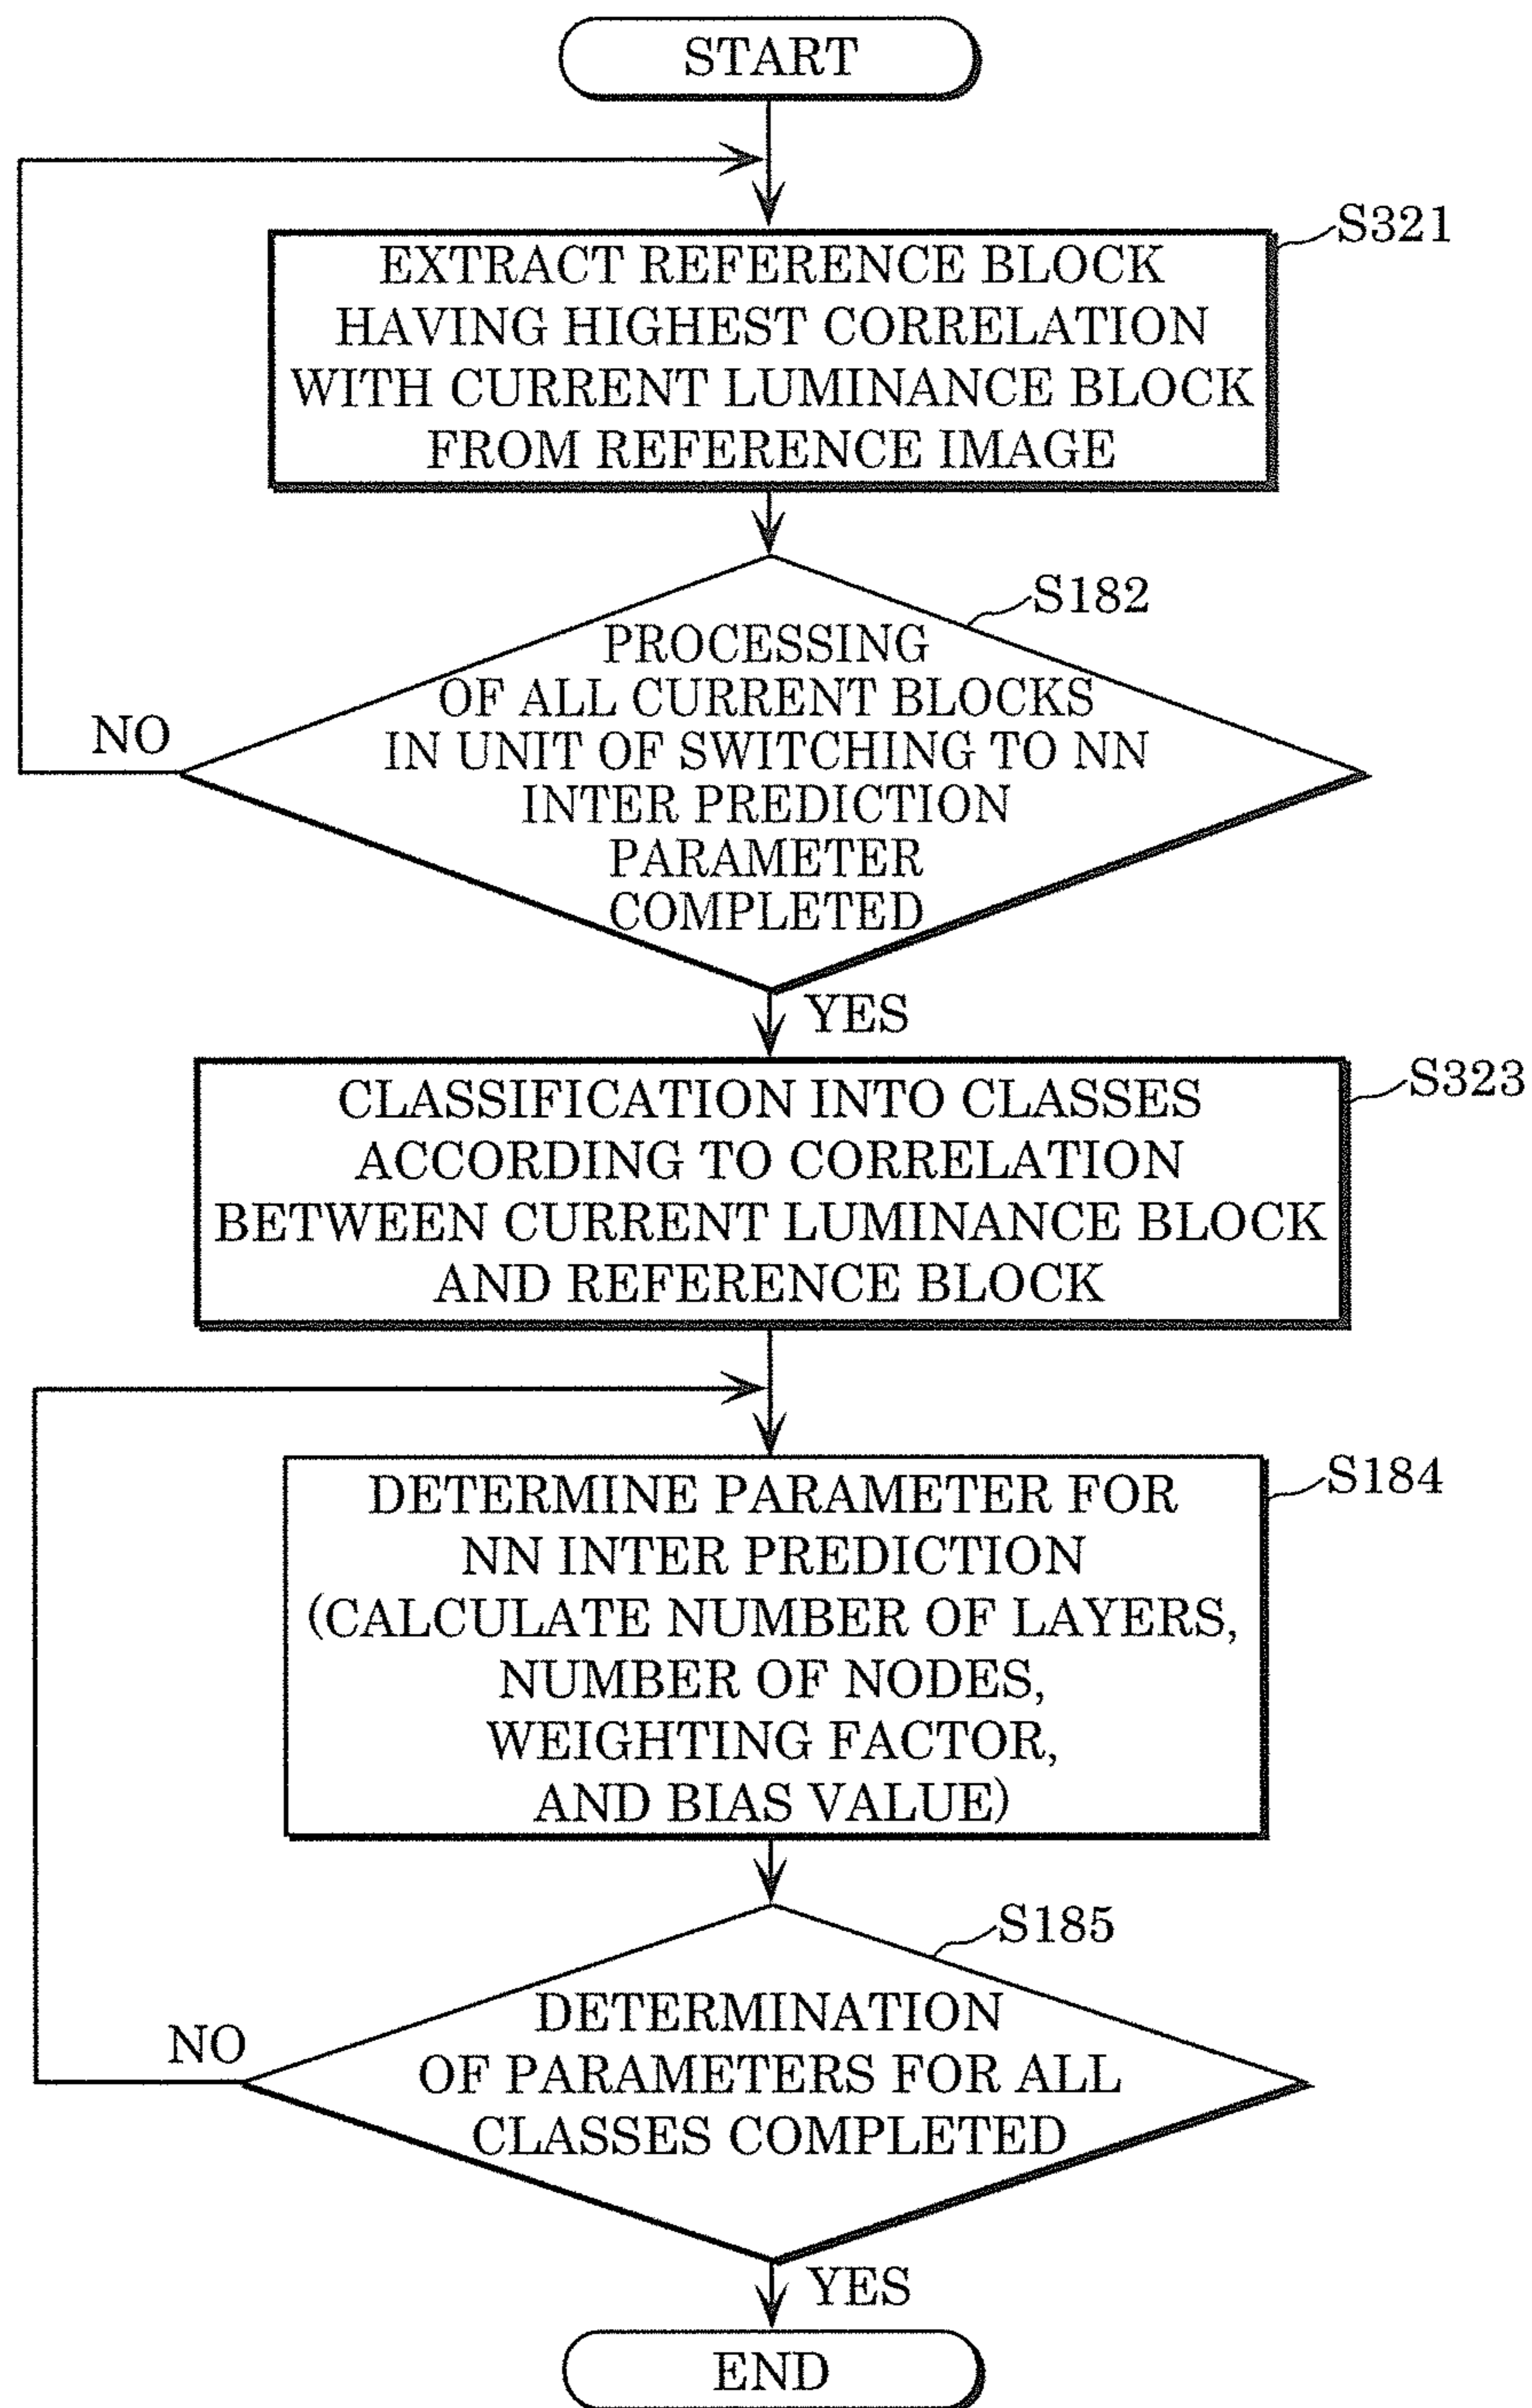 START
S321
EXTRACT REFERENCE BLOCK
HAVING HIGHEST CORRELATION
WITH CURRENT LUMINANCE BLOCK
FROM REFERENCE IMAGE
S182
PROCESSING
OF ALL CURRENT BLOCKS
IN UNIT OF SWITCHING TO NN
INTER PREDICTION
PARAMETER
COMPLETED
NO
YES
S323
CLASSIFICATION INTO CLASSES
ACCORDING TO CORRELATION
BETWEEN CURRENT LUMINANCE BLOCK
AND REFERENCE BLOCK
S184
DETERMINE PARAMETER FOR
NN INTER PREDICTION
(CALCULATE NUMBER OF LAYERS,
NUMBER OF NODES,
WEIGHTING FACTOR,
AND BIAS VALUE)
S185
DETERMINATION
OF PARAMETERS FOR ALL
CLASSES COMPLETED
NO
YES
END